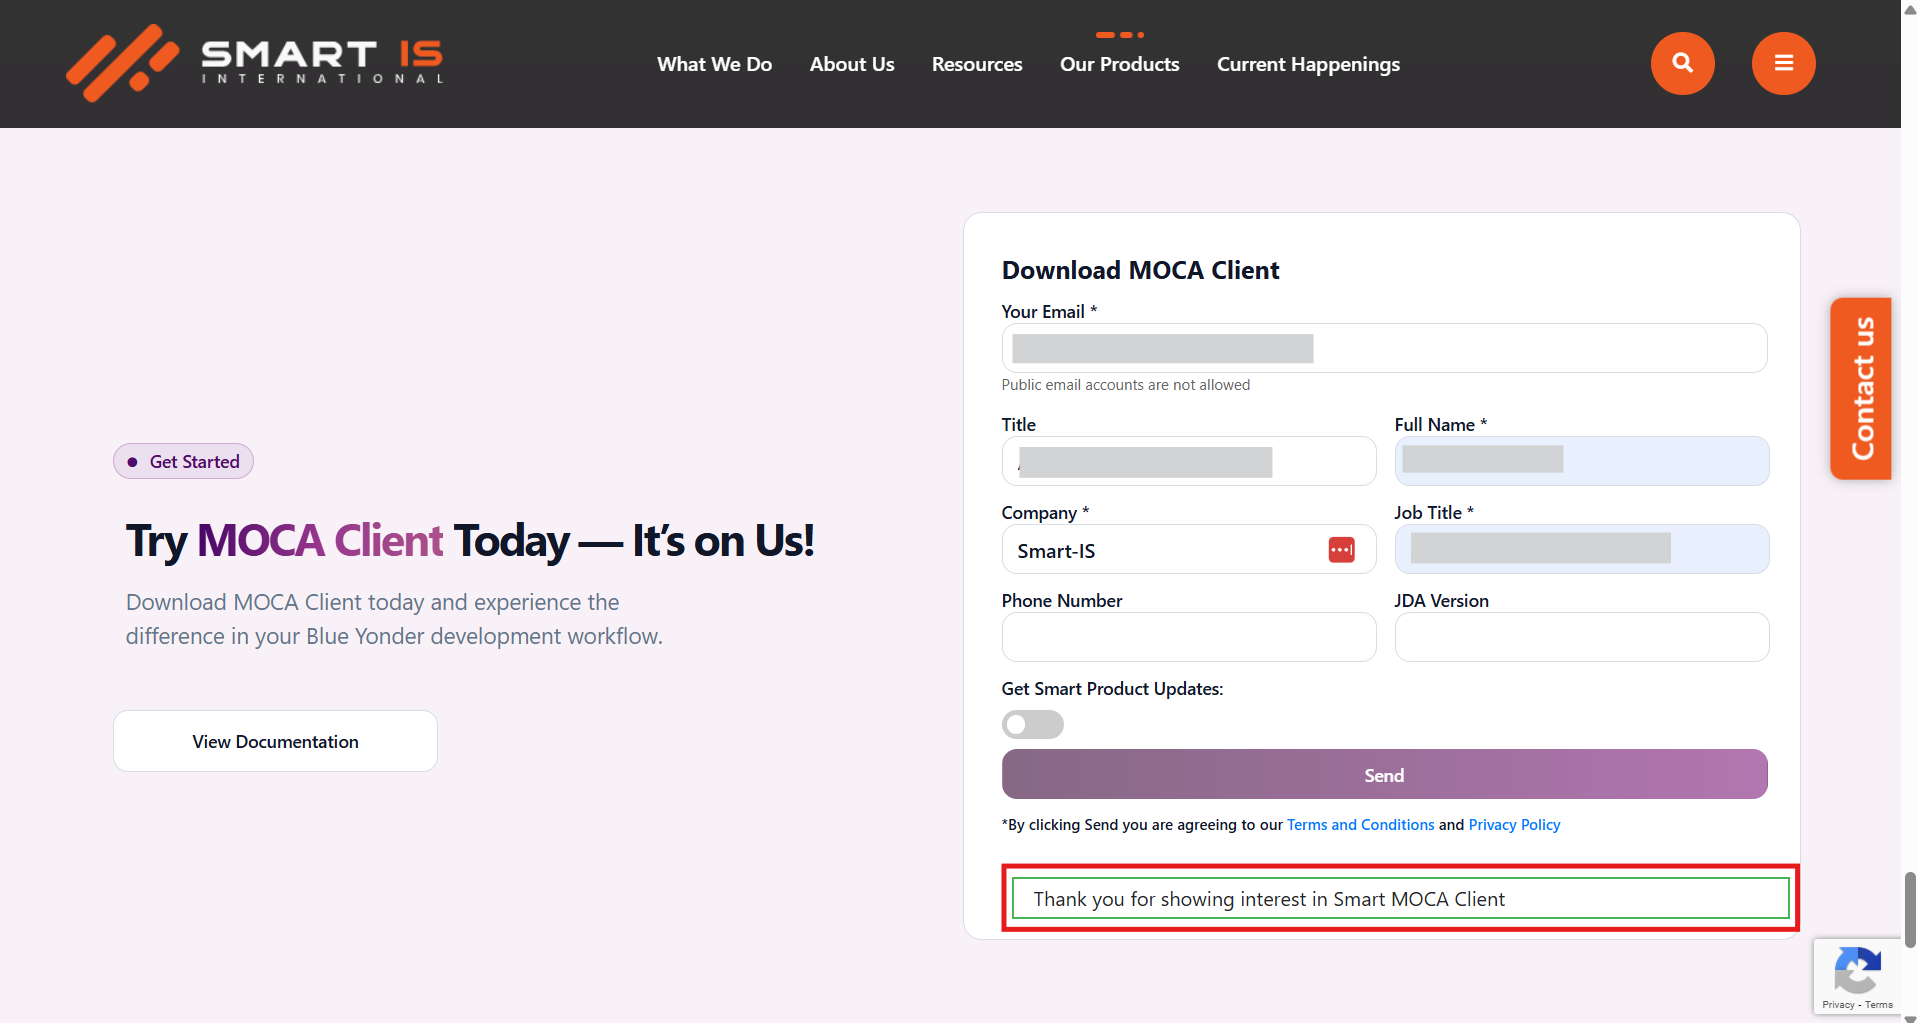 SMART IS
INTERNATIONAL
What We Do
About Us
Resources
Our Products
Current Happenings
Contact us
Get Started
Try MOCA Client Today — It’s on Us!
Download MOCA Client today and experience the
difference in your Blue Yonder development workflow.
View Documentation
Download MOCA Client
Your Email *
Public email accounts are not allowed
Title
Full Name *
Company *
Job Title *
Smart-IS
Phone Number
JDA Version
Get Smart Product Updates:
Send
*By clicking Send you are agreeing to our Terms and Conditions and Privacy Policy
Thank you for showing interest in Smart MOCA Client
Privacy - Terms